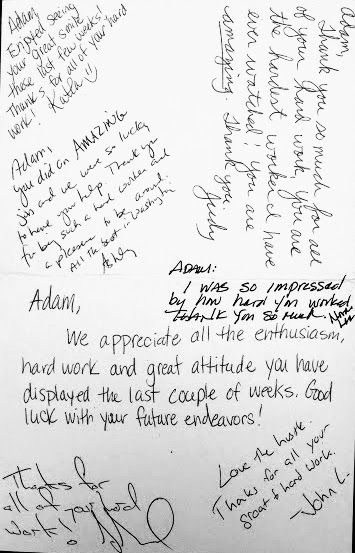 Adam,
Enjoyed seeing
your great smile
these last few weeks!
Thanks for all of your hard
work! Katen
Adam,
Thank you so much for all
of your hard work. You are
the hardest worker I have
ever watched! You are
amazing. Thank you.
Judy
Adam,
you did an AMAZING
job and we were so lucky
to have your help. Thank you
for being such a hard worker and
a pleasure to be around.
All the best in Washington!
Ashley
ADAM:
I WAS SO IMPRESSED
by how hard you worked
THANK You so much.
Adam,
We appreciate all the enthusiasm,
hard work and great attitude you have
displayed the last couple of weeks. Good
luck with your future endeavors!
Thanks for
all of your hard
work!
Love the hustle.
Thanks for all your
great & hard work.
-John L.